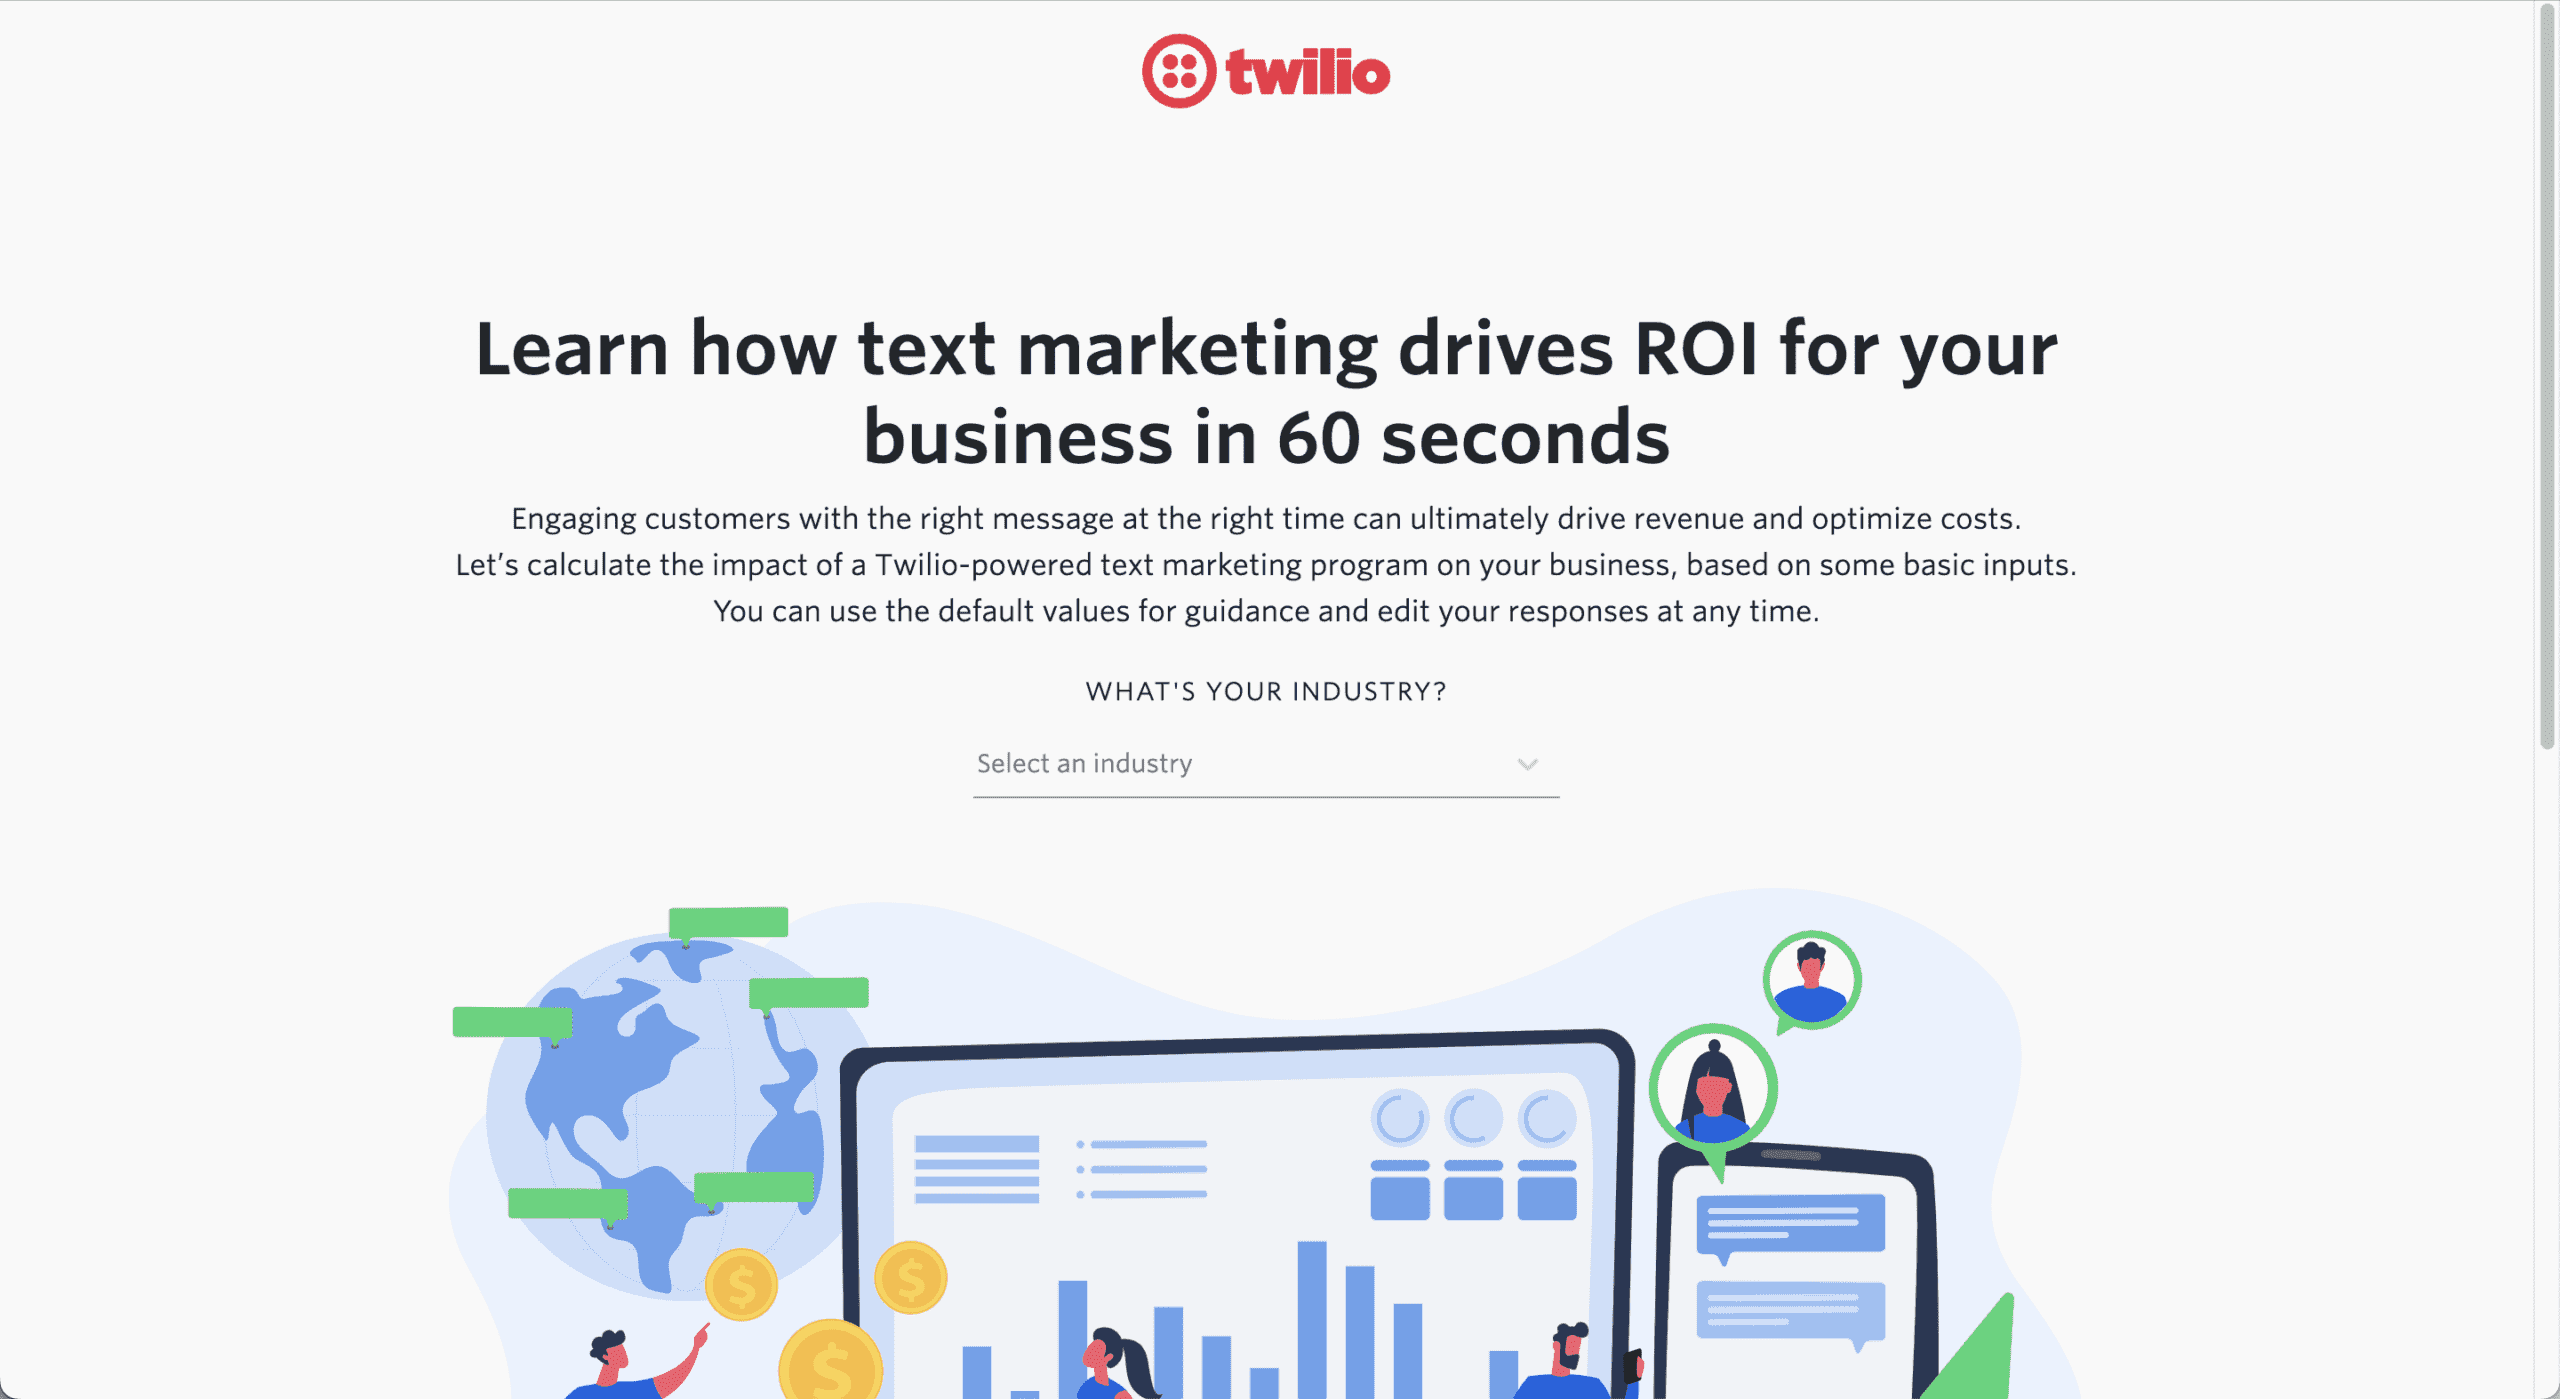 twilio
Learn how text marketing drives ROI for your
business in 60 seconds
Engaging customers with the right message at the right time can ultimately drive revenue and optimize costs.
Let’s calculate the impact of a Twilio-powered text marketing program on your business, based on some basic inputs.
You can use the default values for guidance and edit your responses at any time.
WHAT'S YOUR INDUSTRY?
Select an industry
$
$
$